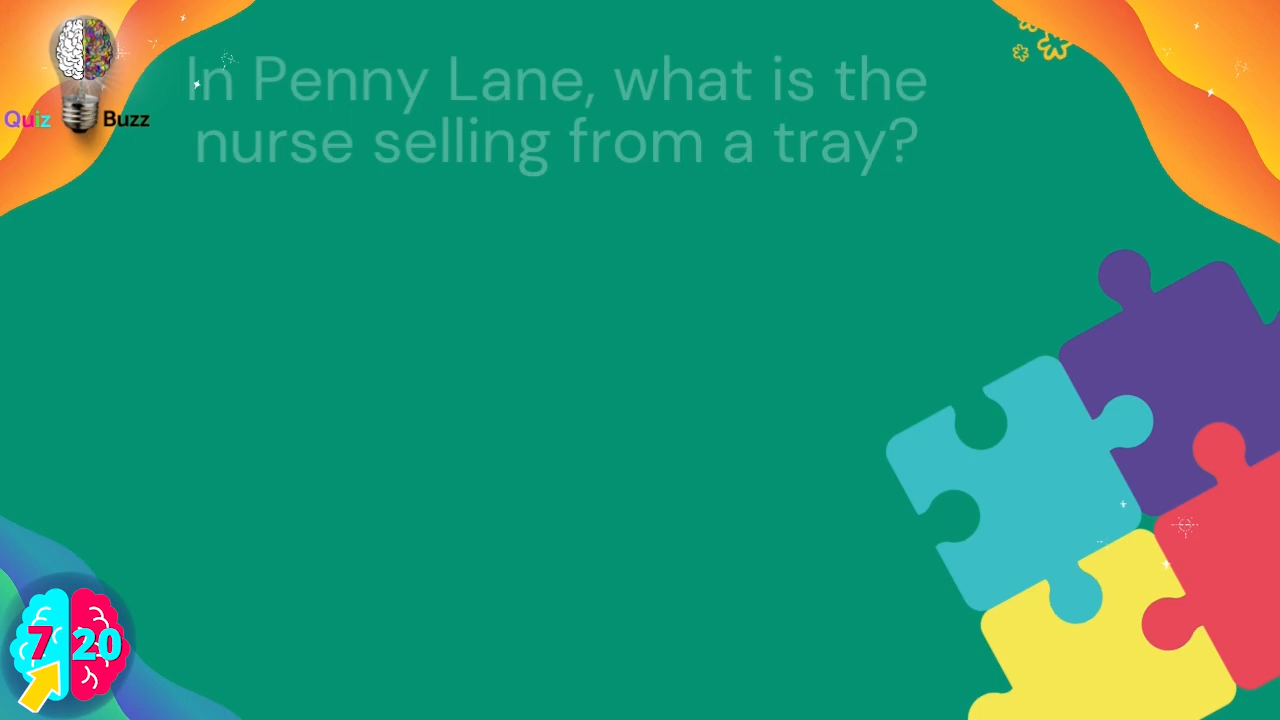 In Penny Lane, what is the
nurse selling from a tray?
Quiz Buzz
7 20